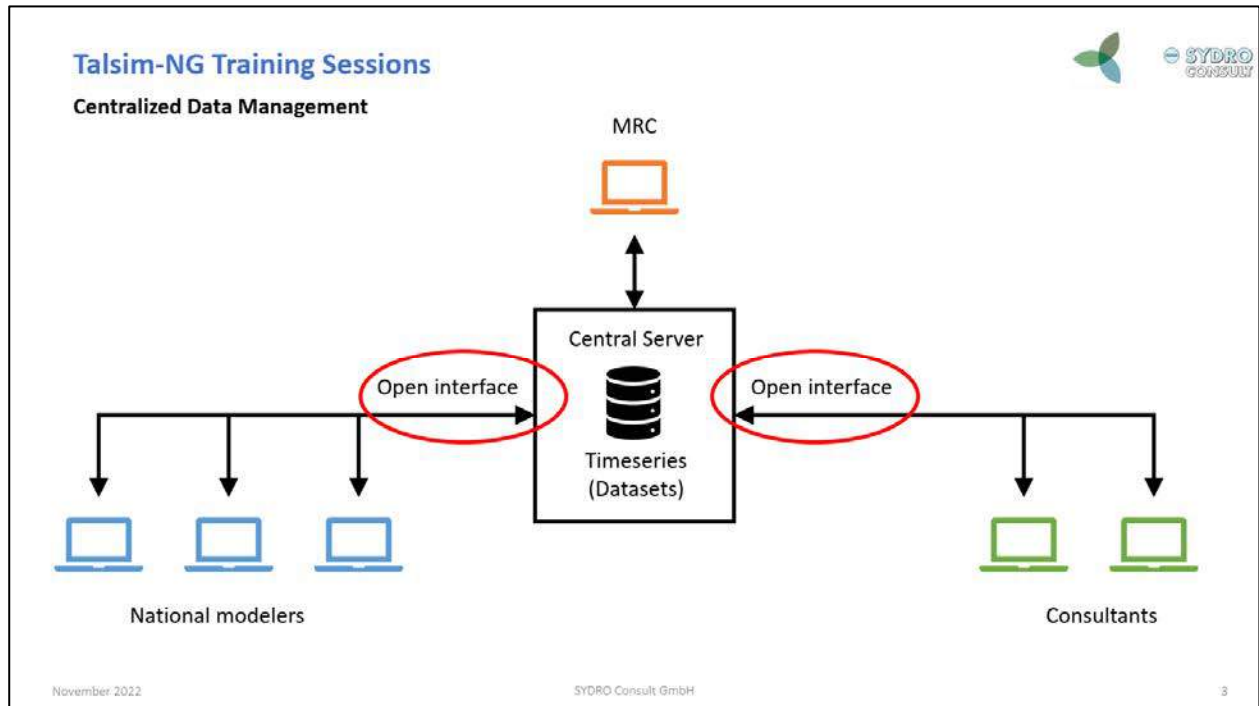 Talsim-NG Training Sessions
SYDRO
CONSULT
Centralized Data Management
MRC
Central Server
Open interface
Open interface
Timeseries
(Datasets)
National modelers
Consultants
November 2022
SYDRO Consult GmbH
3